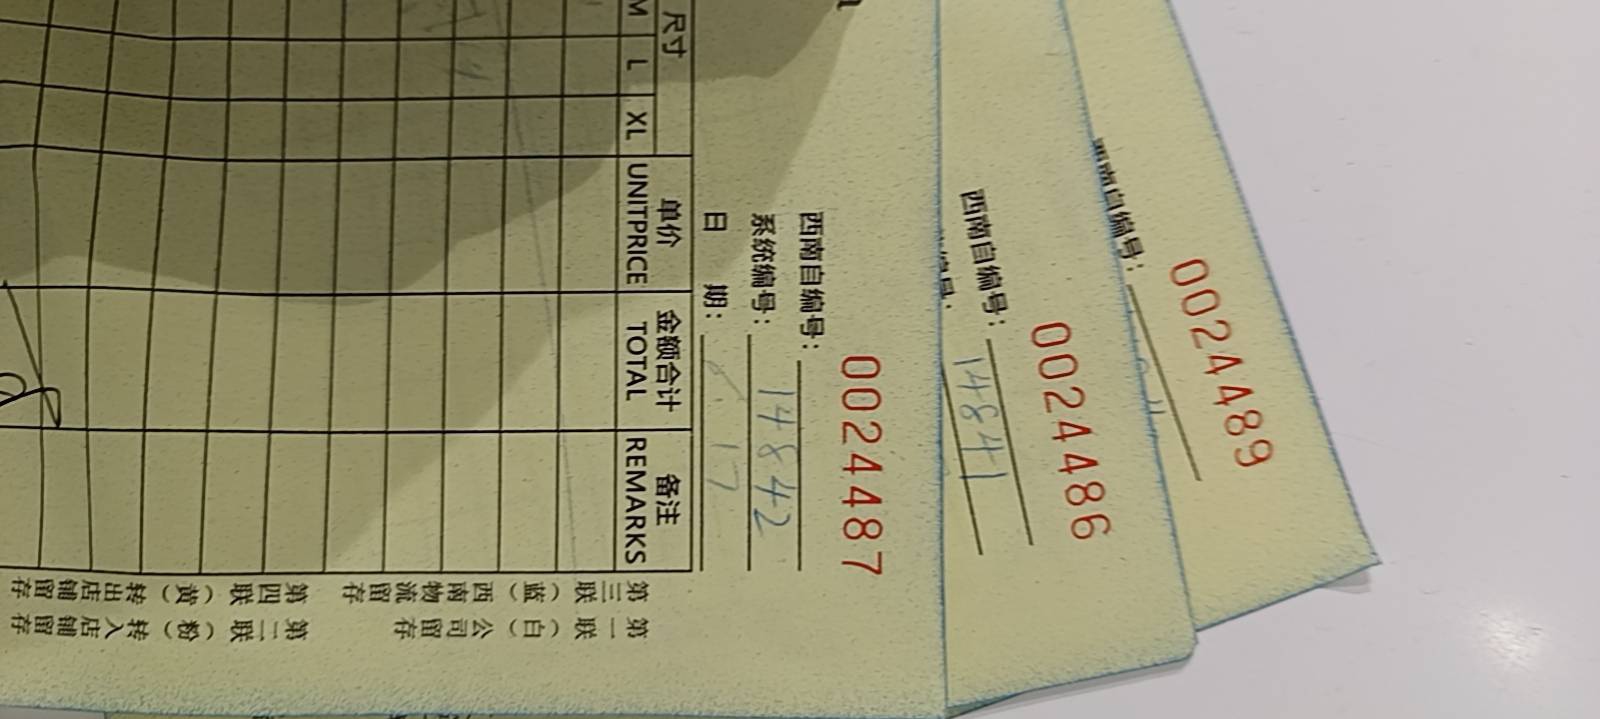 0024487
西南自编号：
系统编号： 14842
日 期： 17
尺寸 单价 金额合计 备注
M L XL UNITPRICE TOTAL REMARKS
第一联（白）公司留存
第二联（粉）转入店铺留存
第三联（蓝）西南物流留存
第四联（黄）转出店铺留存
0024486
西南自编号：
14841
0024489
西南自编号：